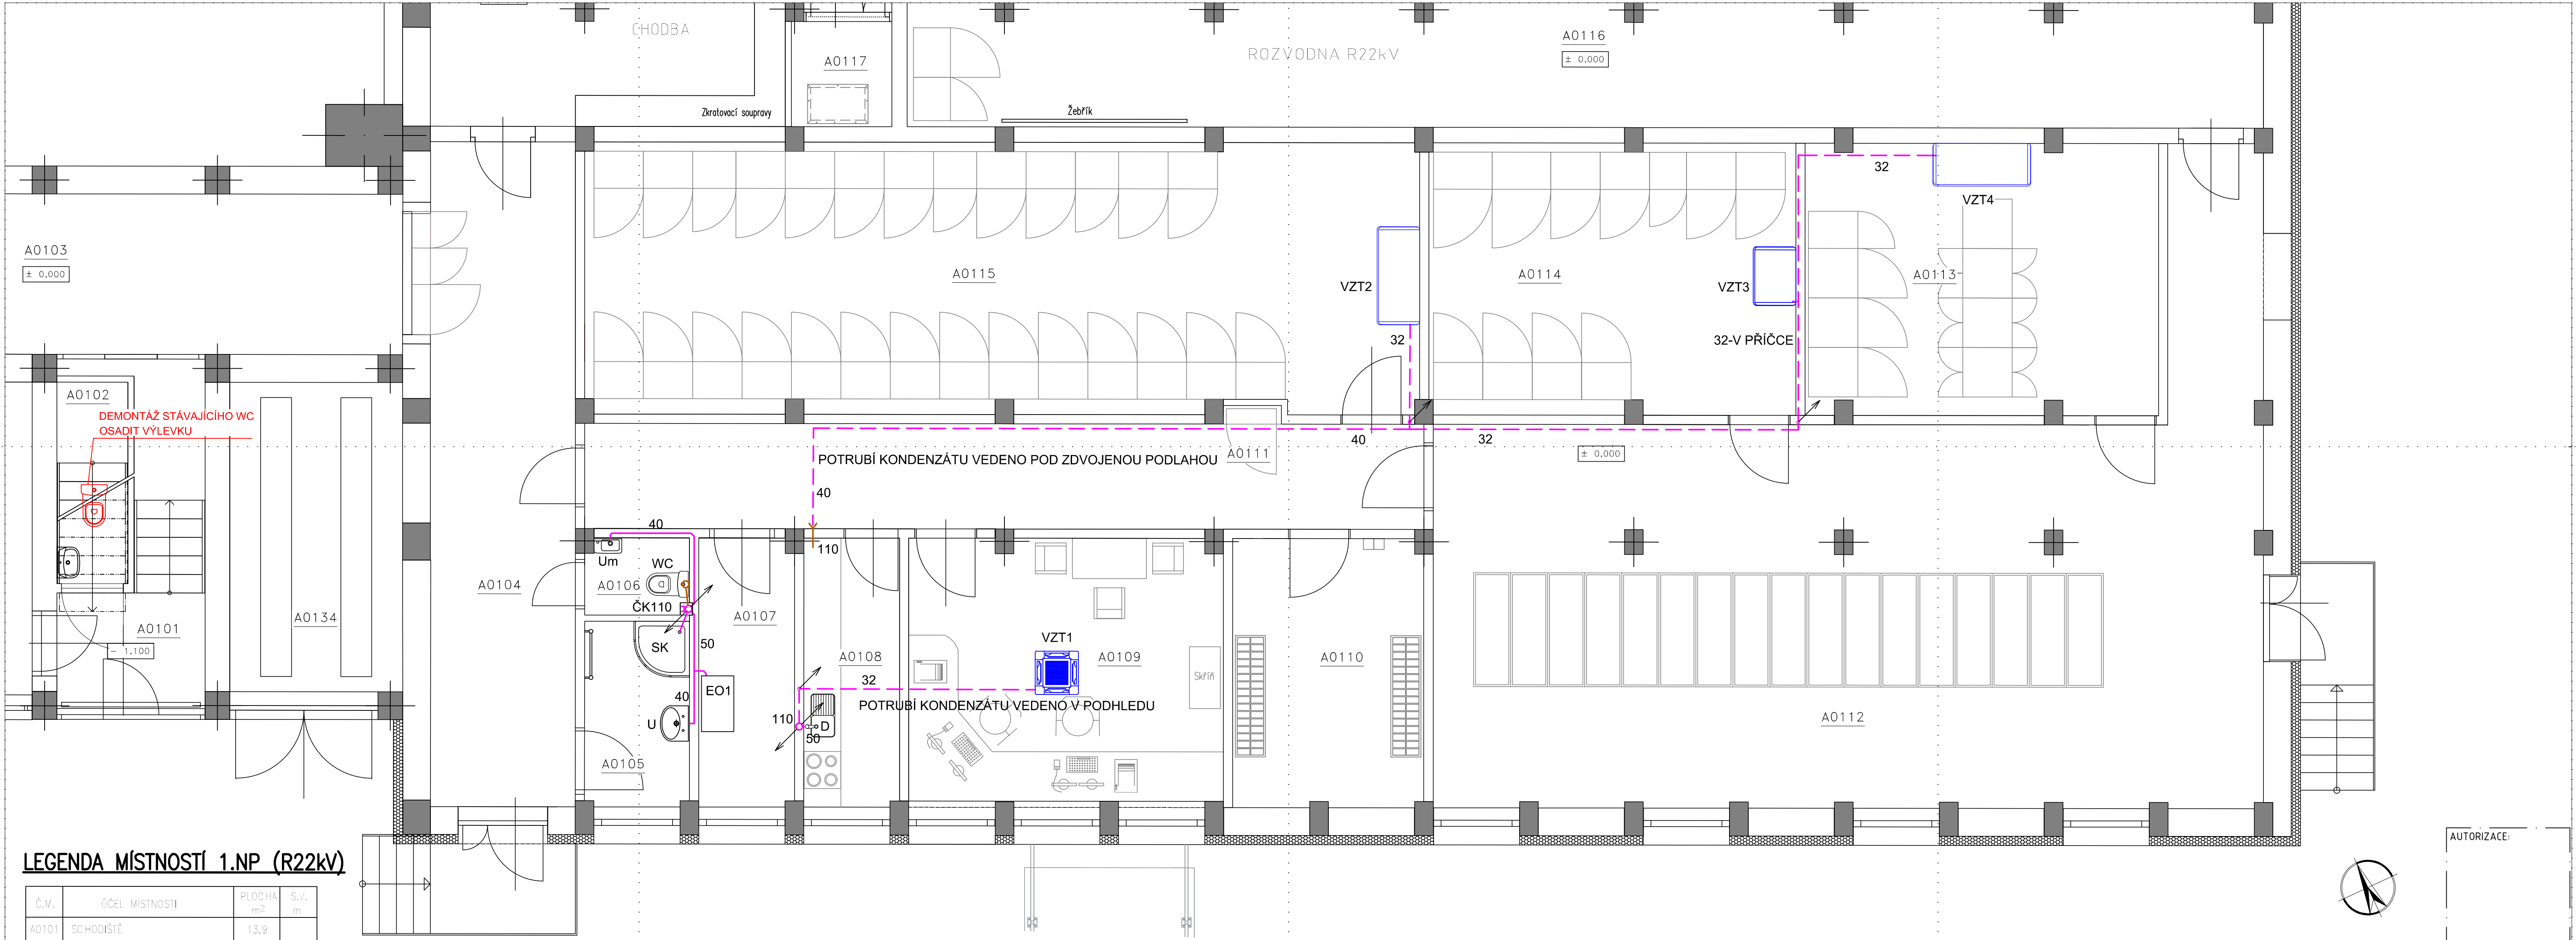 CHODBA
A0117
ROZVODNA R22kV
A0116
± 0,000
Zkratovací soupravy
Žebřík
32
VZT4
A0103
± 0,000
A0115
VZT2
A0114
VZT3
A0113
32
32-V PŘÍČCE
A0102
DEMONTÁŽ STÁVAJÍCÍHO WC
OSADIT VÝLEVKU
40
32
POTRUBÍ KONDENZÁTU VEDENO POD ZDVOJENOU PODLAHOU
A0111
± 0,000
40
40
110
Um
WC
A0106
A0104
ČK110
A0107
A0134
A0101
- 1,100
SK
50
VZT1
A0108
A0109
A0110
Skříň
32
EO1
40
POTRUBÍ KONDENZÁTU VEDENO V PODHLEDU
U
110
D
50
A0112
A0105
AUTORIZACE:
LEGENDA MÍSTNOSTÍ 1.NP (R22kV)
Č.M. ÚČEL MÍSTNOSTI PLOCHA m2 S.V. m
A0101 SCHODIŠTĚ 13,9